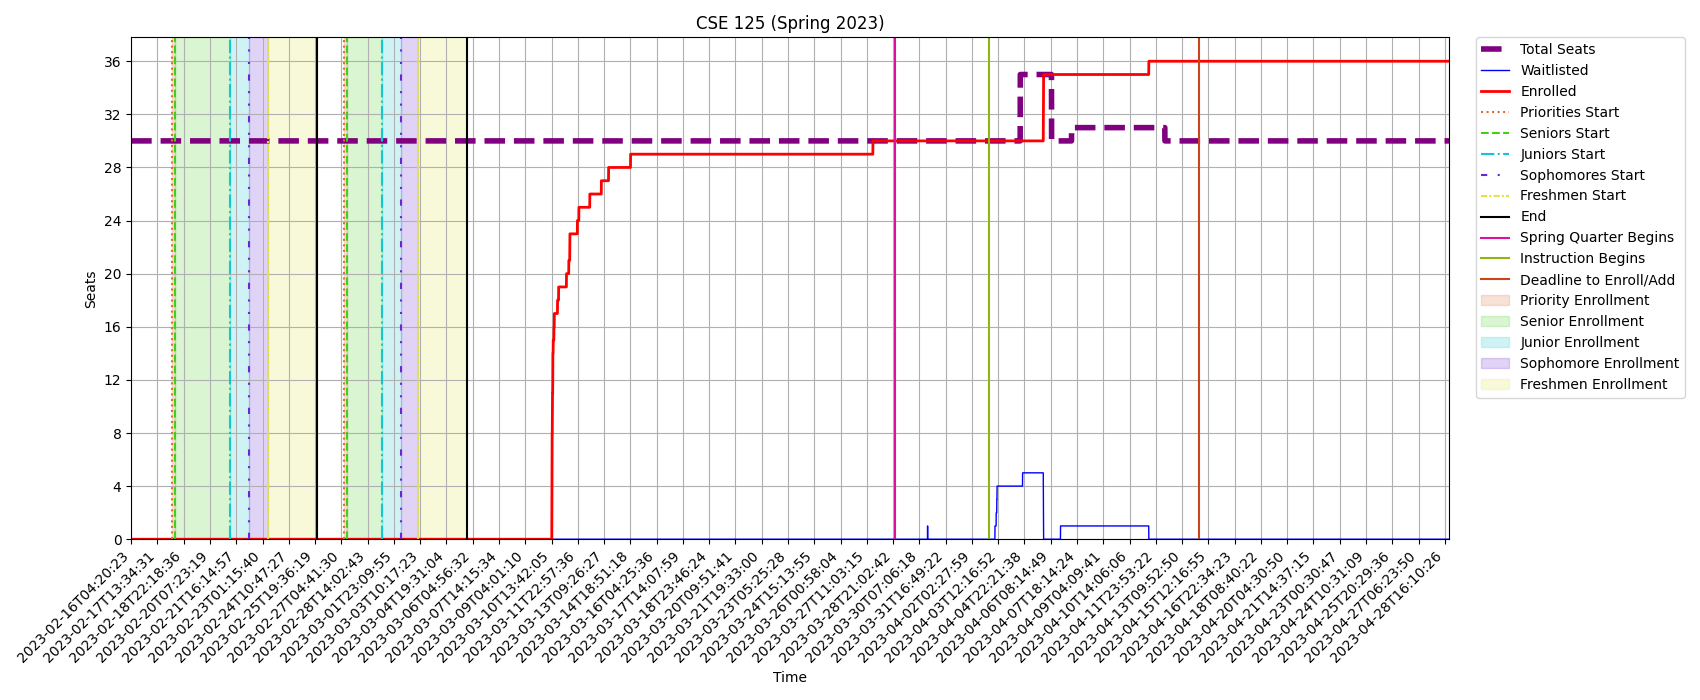 CSE 125 (Spring 2023)
Seats
36
32
28
24
20
16
12
8
4
0
2023-02-16T04:20:23
2023-02-17T13:34:31
2023-02-18T22:18:36
2023-02-20T07:23:19
2023-02-21T16:14:57
2023-02-23T01:15:40
2023-02-24T10:47:27
2023-02-25T19:36:19
2023-02-27T04:41:30
2023-02-28T14:02:43
2023-03-01T23:09:55
2023-03-03T10:17:23
2023-03-04T19:31:04
2023-03-06T04:56:32
2023-03-07T14:15:34
2023-03-09T04:01:10
2023-03-10T13:42:05
2023-03-11T22:57:36
2023-03-13T09:26:27
2023-03-14T18:51:18
2023-03-16T04:25:36
2023-03-17T14:07:59
2023-03-18T23:46:24
2023-03-20T09:51:41
2023-03-21T19:33:00
2023-03-23T05:25:28
2023-03-24T15:13:55
2023-03-26T00:58:04
2023-03-27T11:03:15
2023-03-28T21:02:42
2023-03-30T07:06:18
2023-03-31T16:49:22
2023-04-02T02:27:59
2023-04-03T12:16:52
2023-04-04T22:21:38
2023-04-06T08:14:49
2023-04-07T18:14:24
2023-04-09T04:09:41
2023-04-10T14:06:06
2023-04-11T23:53:22
2023-04-13T09:52:50
2023-04-15T12:16:55
2023-04-16T22:34:23
2023-04-18T08:40:22
2023-04-20T04:30:50
2023-04-21T14:37:15
2023-04-23T00:30:47
2023-04-24T10:31:09
2023-04-25T20:29:36
2023-04-27T06:23:50
2023-04-28T16:10:26
Time
Total Seats
Waitlisted
Enrolled
Priorities Start
Seniors Start
Juniors Start
Sophomores Start
Freshmen Start
End
Spring Quarter Begins
Instruction Begins
Deadline to Enroll/Add
Priority Enrollment
Senior Enrollment
Junior Enrollment
Sophomore Enrollment
Freshmen Enrollment